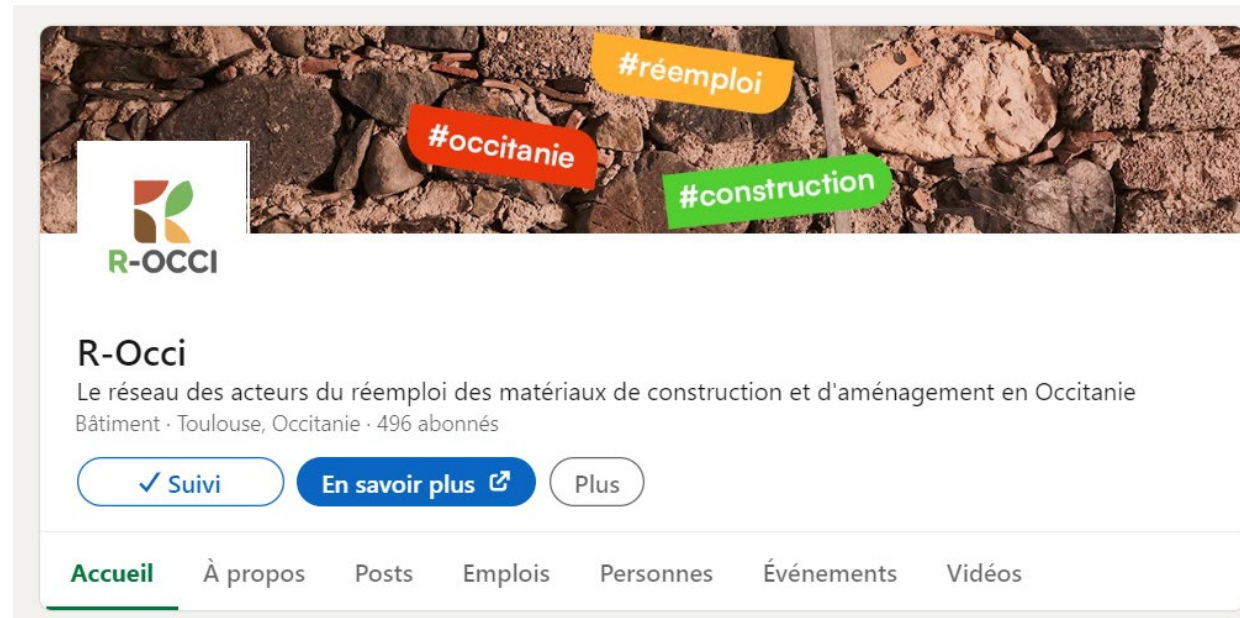 #réemploi
#occitanie
#construction
R-OCCI
R-Occi
Le réseau des acteurs du réemploi des matériaux de construction et d'aménagement en Occitanie
Bâtiment · Toulouse, Occitanie · 496 abonnés
✓ Suivi En savoir plus Plus
Accueil À propos Posts Emplois Personnes Événements Vidéos